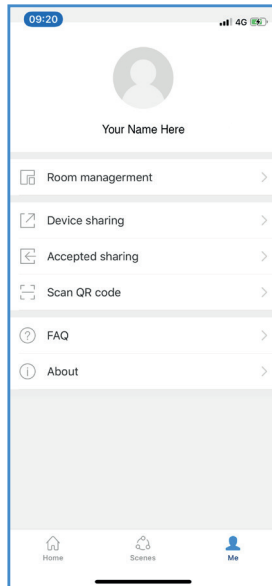 09:20
4G
Your Name Here
Room managerment
Device sharing
Accepted sharing
Scan QR code
FAQ
About
Home
Scenes
Me